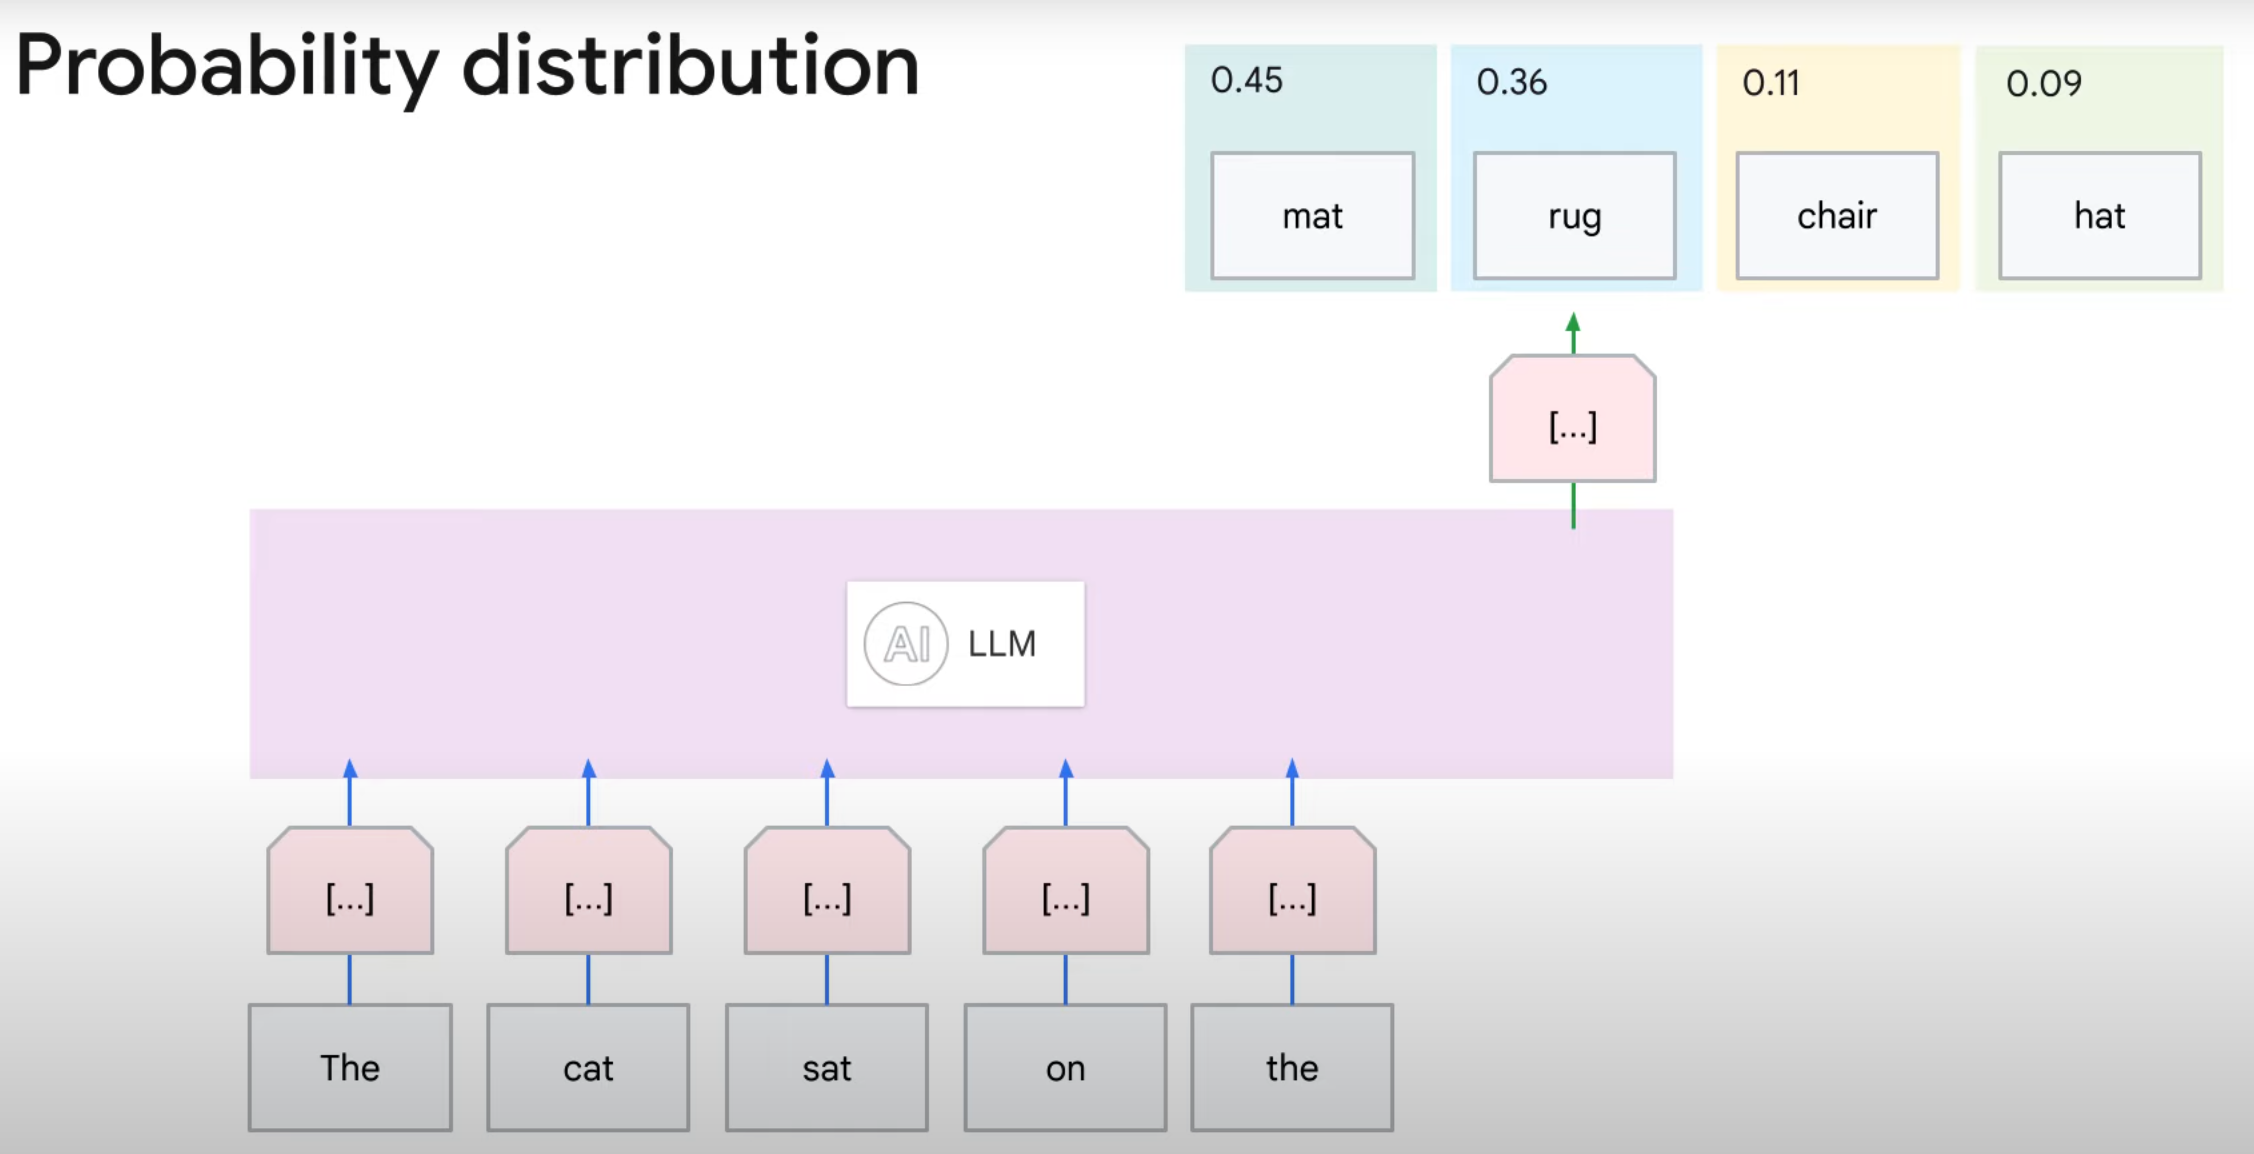 Probability distribution
0.45 0.36 0.11 0.09
mat rug chair hat
[...]
AI LLM
[...] [...] [...] [...] [...]
The cat sat on the